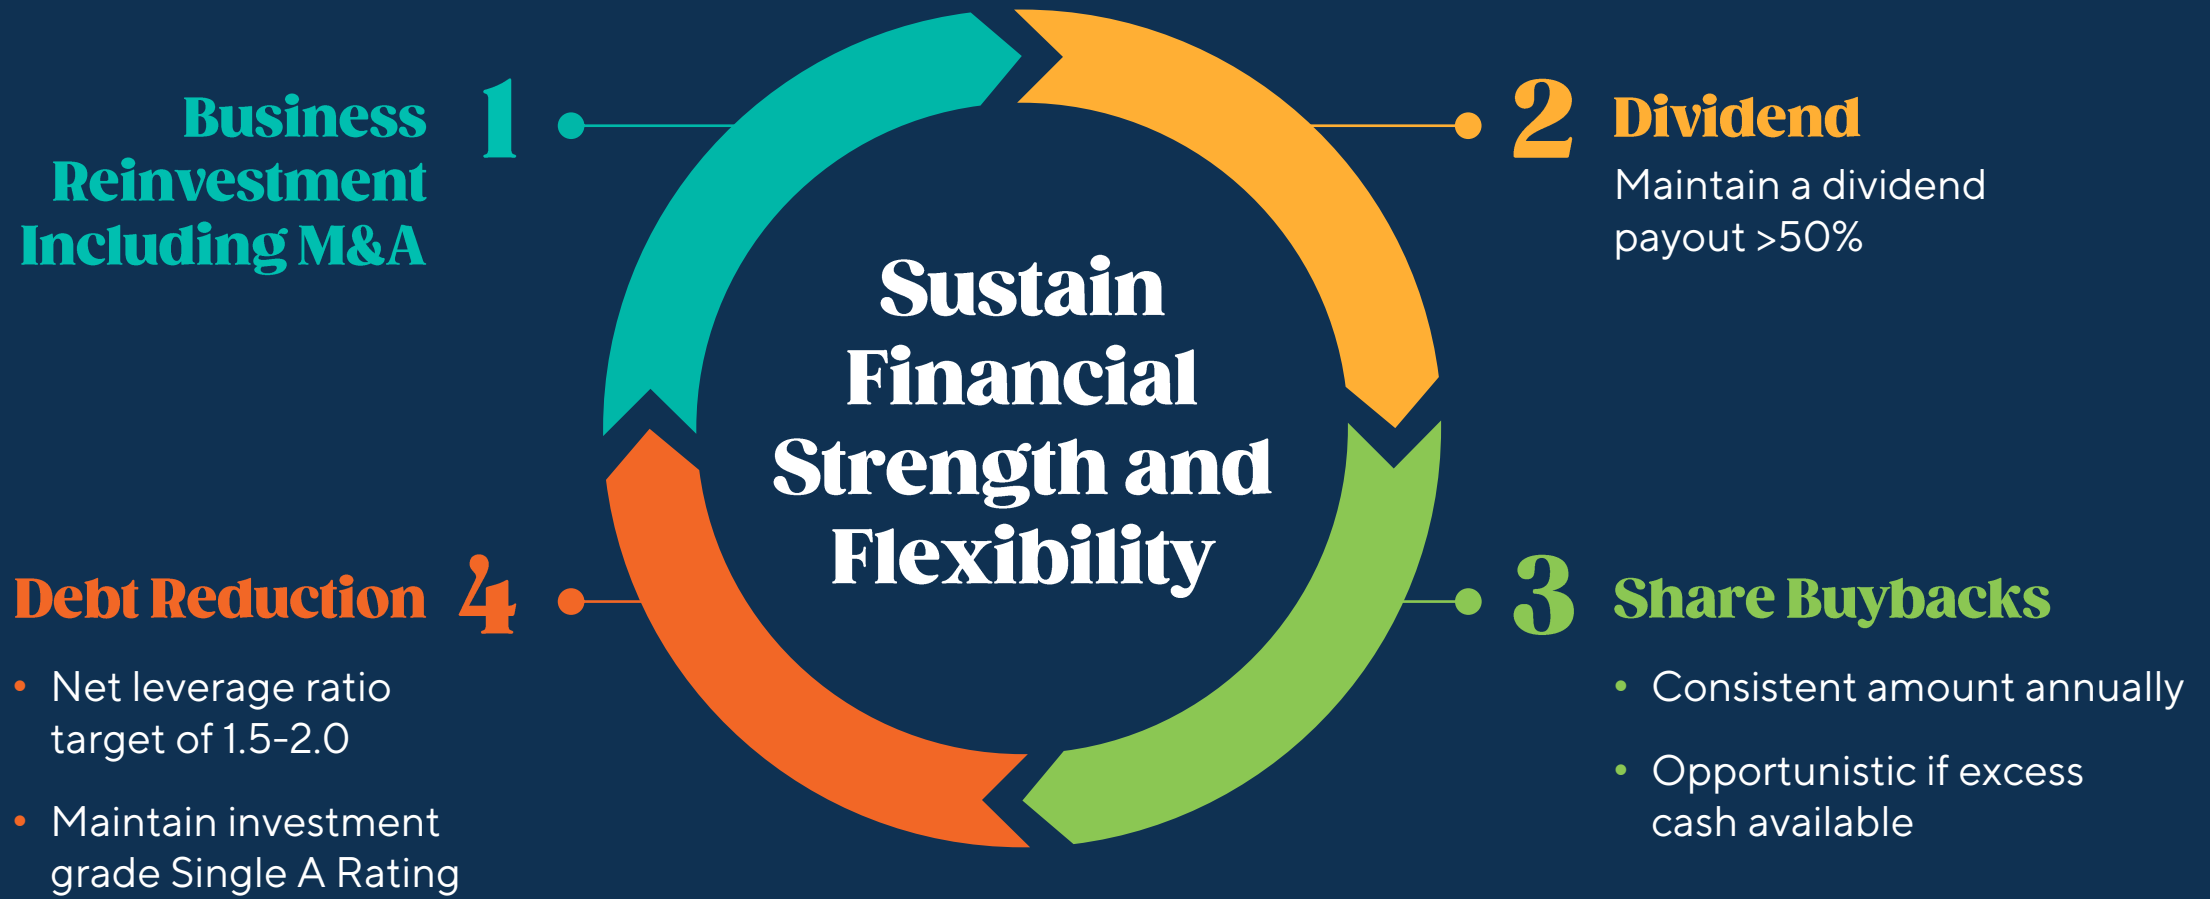 1
Business
Reinvestment
Including M&A
2
Dividend
Maintain a dividend
payout >50%
Sustain
Financial
Strength and
Flexibility
3
Share Buybacks
• Consistent amount annually
• Opportunistic if excess
cash available
4
Debt Reduction
• Net leverage ratio
target of 1.5-2.0
• Maintain investment
grade Single A Rating